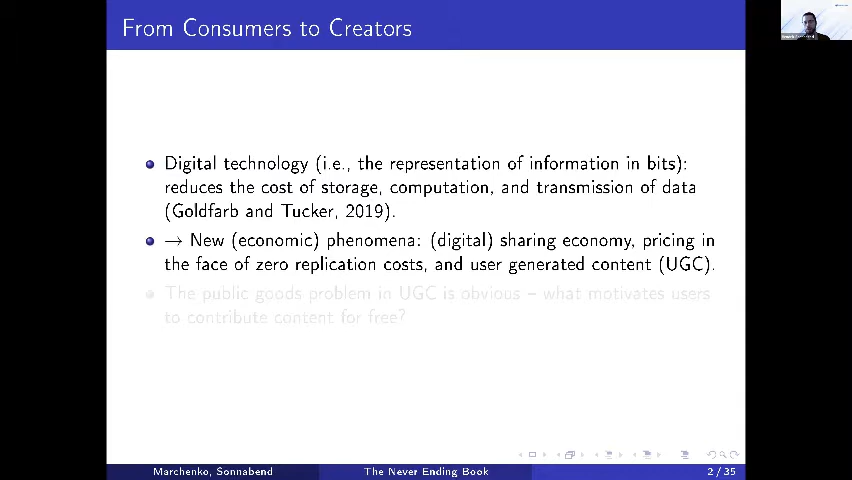 From Consumers to Creators
Digital technology (i.e., the representation of information in bits):
reduces the cost of storage, computation, and transmission of data
(Goldfarb and Tucker, 2019).
→ New (economic) phenomena: (digital) sharing economy, pricing in
the face of zero replication costs, and user generated content (UGC).
The public goods problem in UGC is obvious – what motivates users
to contribute content for free?
Marchenko, Sonnabend
The Never Ending Book
2 / 35